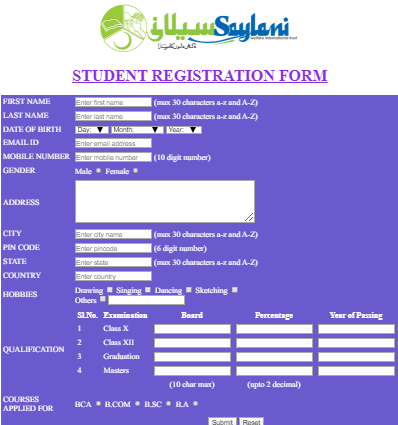 سیلانی Saylani
welfare international trust
STUDENT REGISTRATION FORM
FIRST NAME Enter first name (max 30 characters a-z and A-Z)
LAST NAME Enter last name (max 30 characters a-z and A-Z)
DATE OF BIRTH Day: Month: Year:
EMAIL ID Enter email address
MOBILE NUMBER Enter mobile number (10 digit number)
GENDER Male Female
ADDRESS
CITY Enter city name (max 30 characters a-z and A-Z)
PIN CODE Enter pincode (6 digit number)
STATE Enter state (max 30 characters a-z and A-Z)
COUNTRY Enter country
HOBBIES Drawing Singing Dancing Sketching
Others
QUALIFICATION
Sl.No. Examination Board Percentage Year of Passing
1 Class X
2 Class XII
3 Graduation
4 Masters
(10 char max) (upto 2 decimal)
COURSES
APPLIED FOR BCA B.COM B.SC B.A
Submit Reset